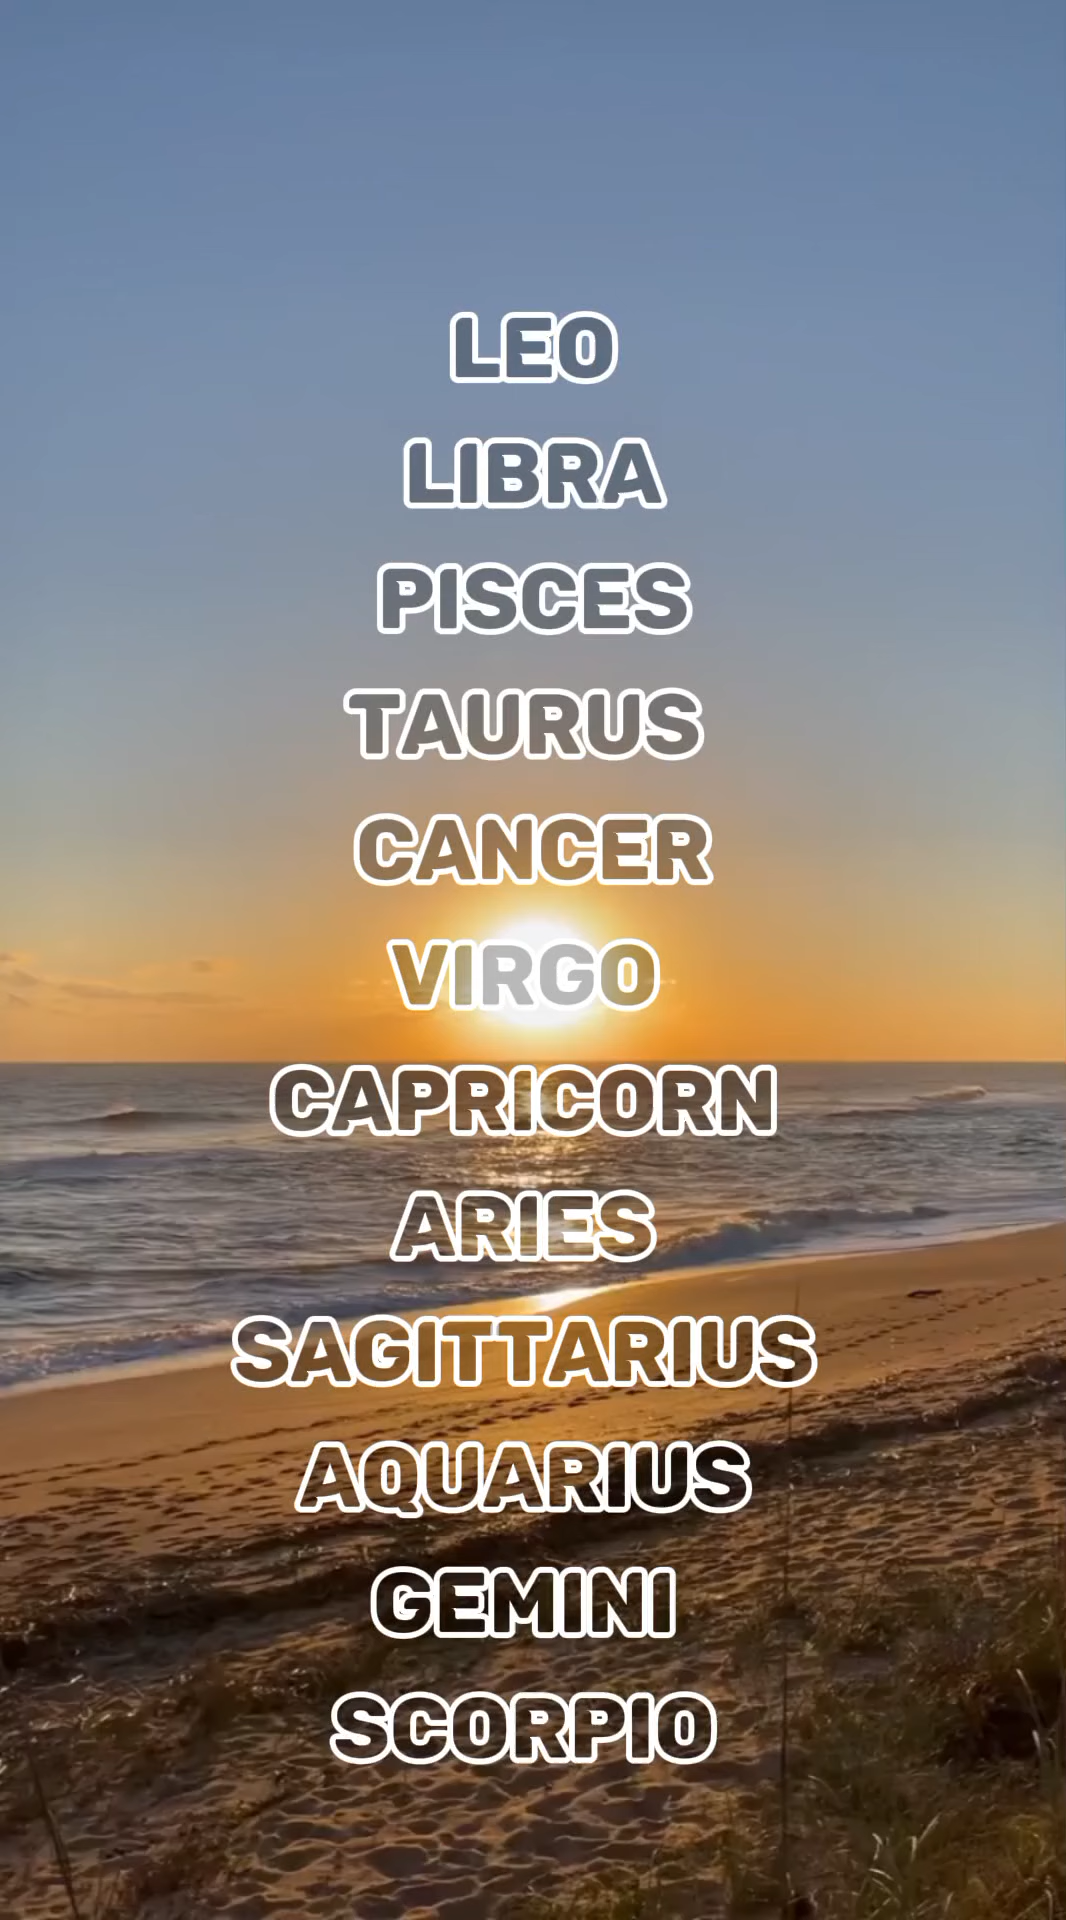 LEO
LIBRA
PISCES
TAURUS
CANCER
VIRGO
CAPRICORN
ARIES
SAGITTARIUS
AQUARIUS
GEMINI
SCORPIO